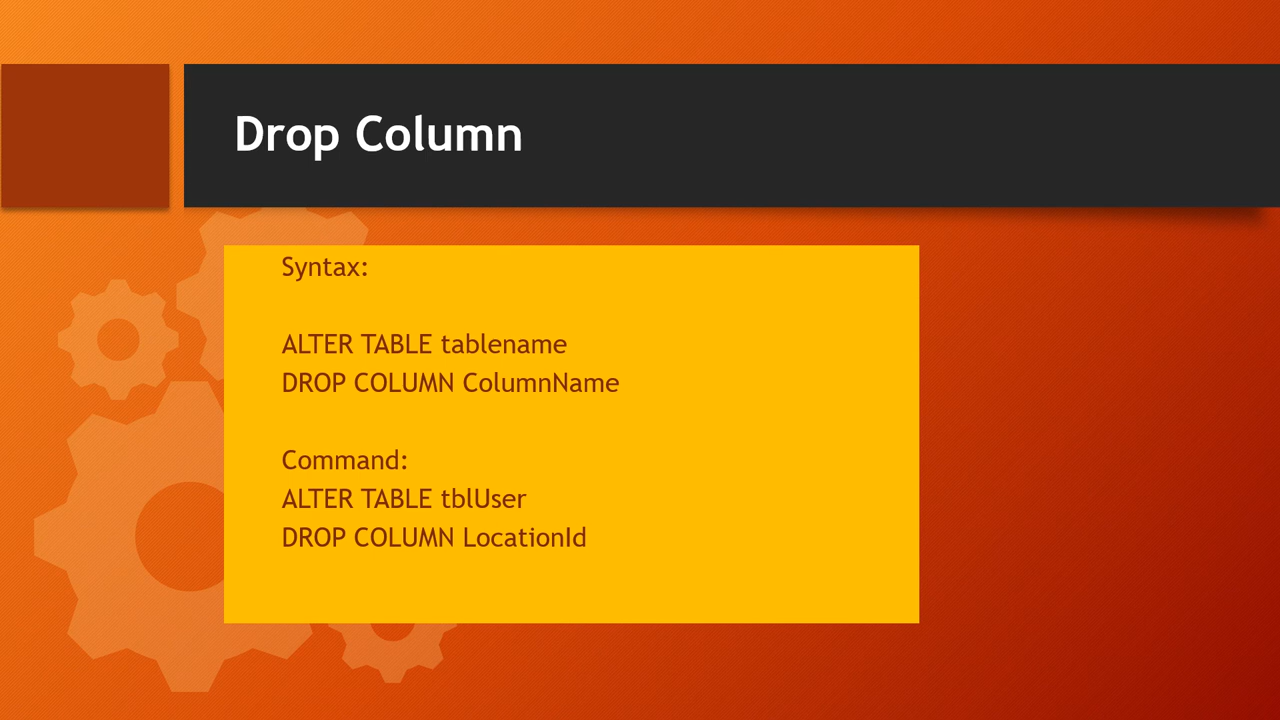 Drop Column
Syntax:
ALTER TABLE tablename
DROP COLUMN ColumnName
Command:
ALTER TABLE tblUser
DROP COLUMN LocationId